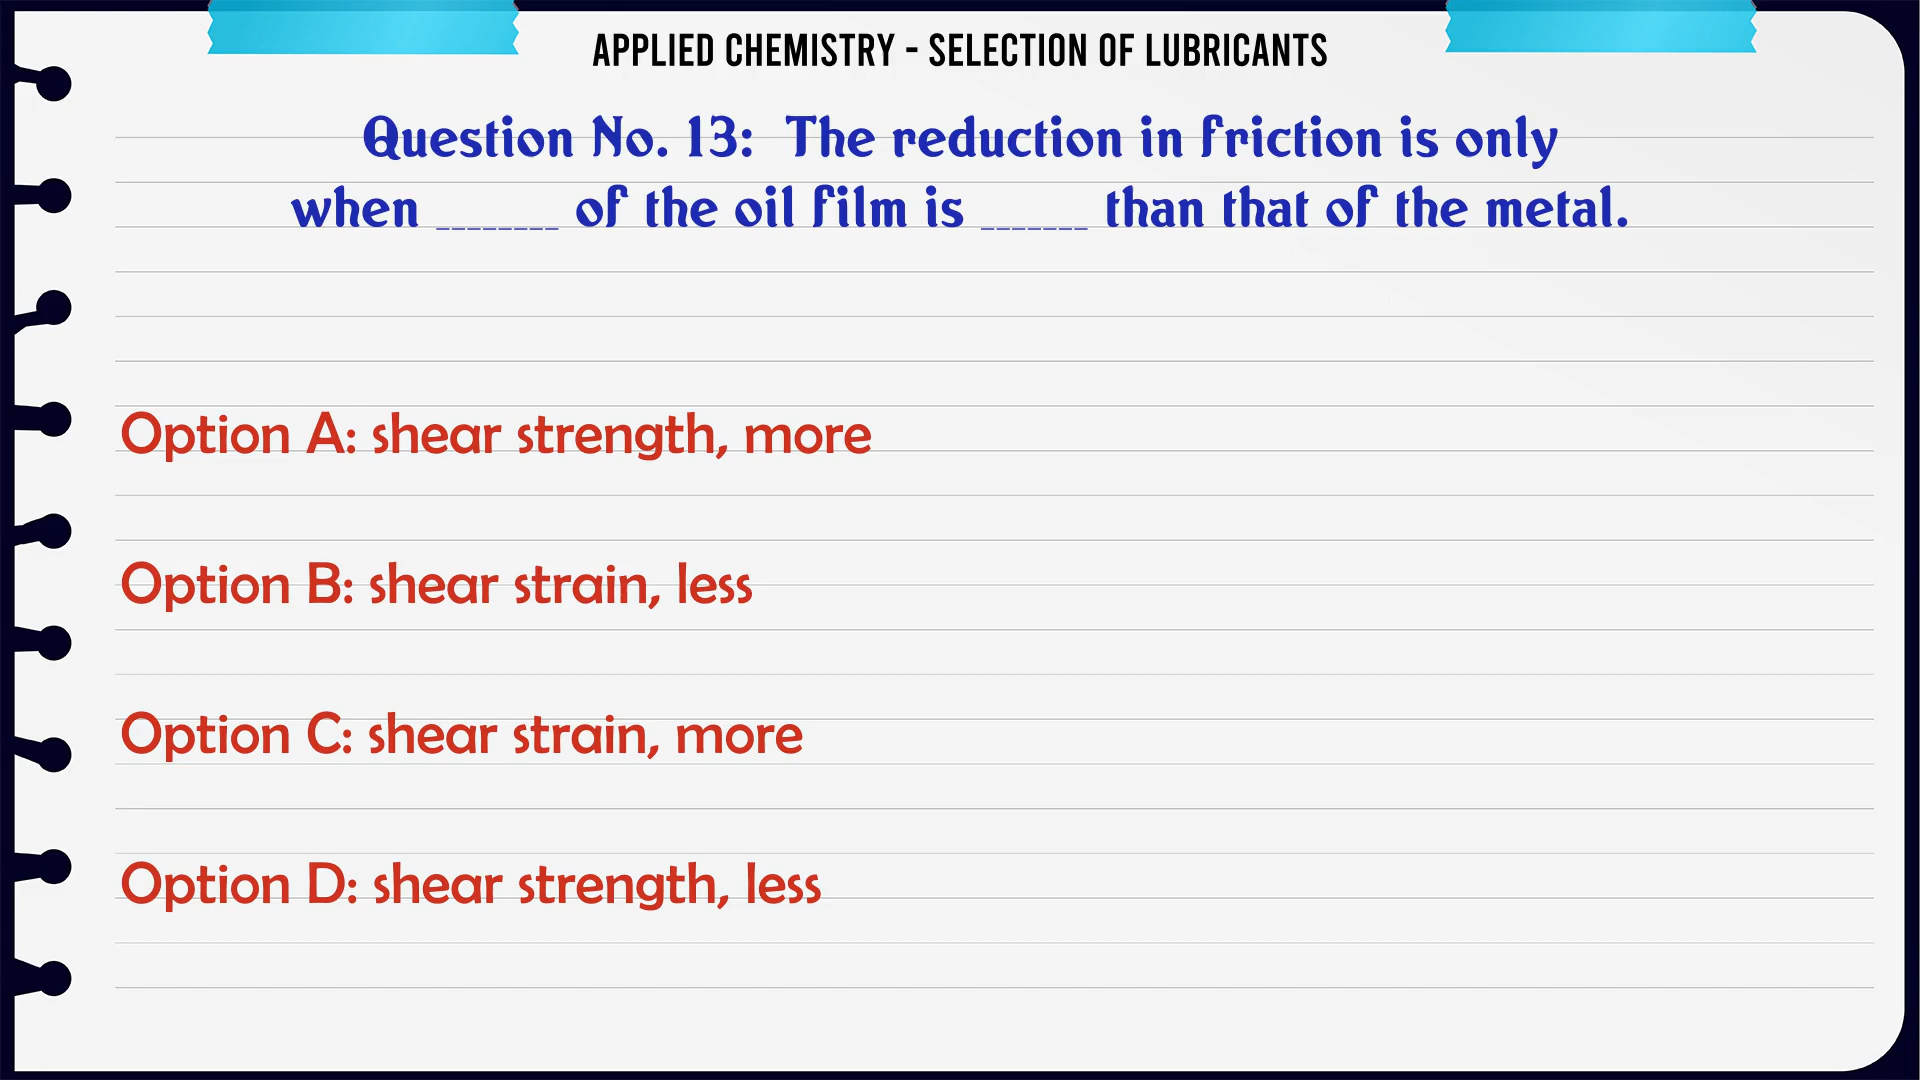 APPLIED CHEMISTRY - SELECTION OF LUBRICANTS
Question No. 13: The reduction in friction is only
when ________ of the oil film is _______ than that of the metal.
Option A: shear strength, more
Option B: shear strain, less
Option C: shear strain, more
Option D: shear strength, less